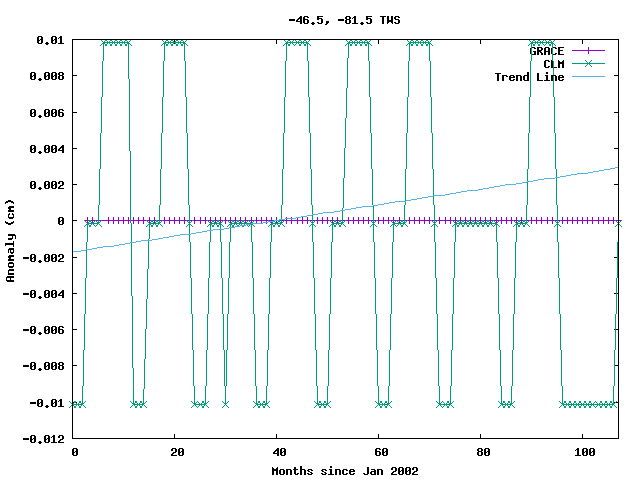 -46.5, -81.5 TWS
0.01
0.008
0.006
0.004
0.002
0
-0.002
-0.004
-0.006
-0.008
-0.01
-0.012
Anomaly (cm)
GRACE
CLM
Trend Line
0 20 40 60 80 100
Months since Jan 2002